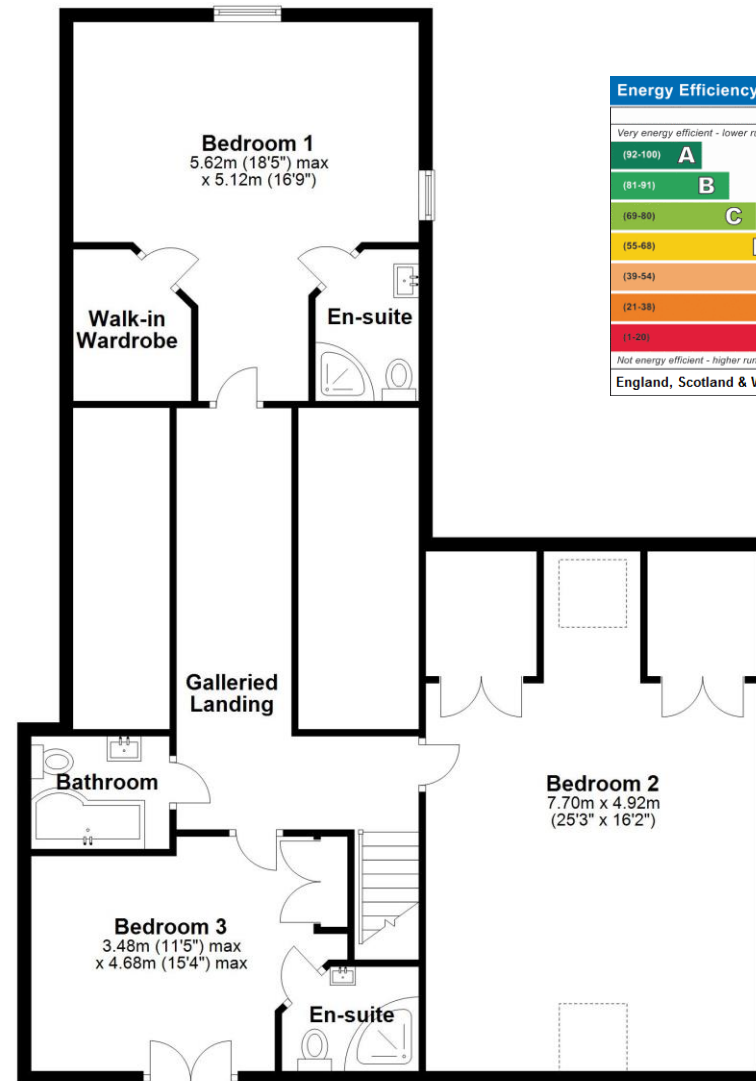 Bedroom 1
5.62m (18'5") max
x 5.12m (16'9")
Walk-in
Wardrobe
En-suite
Galleried
Landing
Bathroom
Bedroom 2
7.70m x 4.92m
(25'3" x 16'2")
Bedroom 3
3.48m (11'5") max
x 4.68m (15'4") max
En-suite
Energy Efficiency
Very energy efficient - lower
(92-100) A
(81-91) B
(69-80) C
(55-68)
(39-54)
(21-38)
(1-20)
Not energy efficient - higher
England, Scotland &